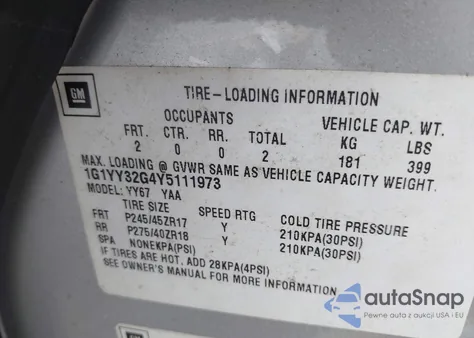 GM
TIRE-LOADING INFORMATION
OCCUPANTS VEHICLE CAP. WT.
FRT. CTR. RR. TOTAL KG LBS
2 0 0 2 181 399
MAX. LOADING @ GVWR SAME AS VEHICLE CAPACITY WEIGHT.
1G1YY32G4Y5111973
MODEL: YY67 YAA
TIRE SIZE SPEED RTG COLD TIRE PRESSURE
FRT P245/45ZR17 Y 210KPA(30PSI)
RR P275/40ZR18 Y 210KPA(30PSI)
SPA NONEKPA(PSI)
IF TIRES ARE HOT, ADD 28KPA(4PSI)
SEE OWNER'S MANUAL FOR MORE INFORMATION
autoSnap
Pewne auta z aukcji USA i EU